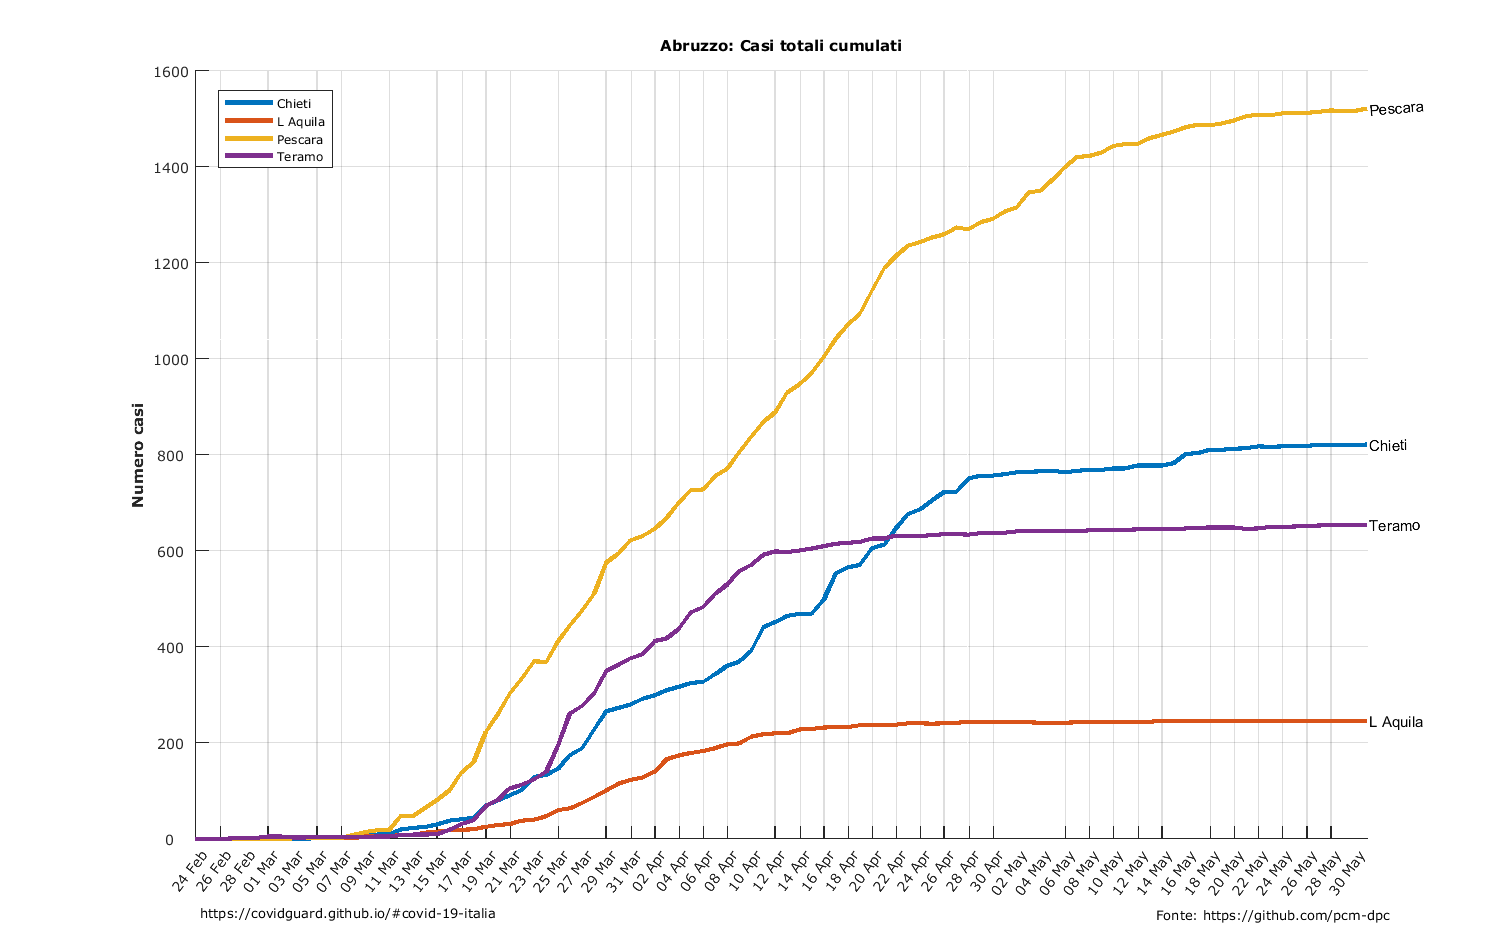 Abruzzo: Casi totali cumulati
1600
1400
1200
1000
800
600
400
200
0
Numero casi
Chieti
L Aquila
Pescara
Teramo
Pescara
Chieti
Teramo
L Aquila
24 Feb
26 Feb
28 Feb
01 Mar
03 Mar
05 Mar
07 Mar
09 Mar
11 Mar
13 Mar
15 Mar
17 Mar
19 Mar
21 Mar
23 Mar
25 Mar
27 Mar
29 Mar
31 Mar
02 Apr
04 Apr
06 Apr
08 Apr
10 Apr
12 Apr
14 Apr
16 Apr
18 Apr
20 Apr
22 Apr
24 Apr
26 Apr
28 Apr
30 Apr
02 May
04 May
06 May
08 May
10 May
12 May
14 May
16 May
18 May
20 May
22 May
24 May
26 May
28 May
30 May
https://covidguard.github.io/#covid-19-italia
Fonte: https://github.com/pcm-dpc